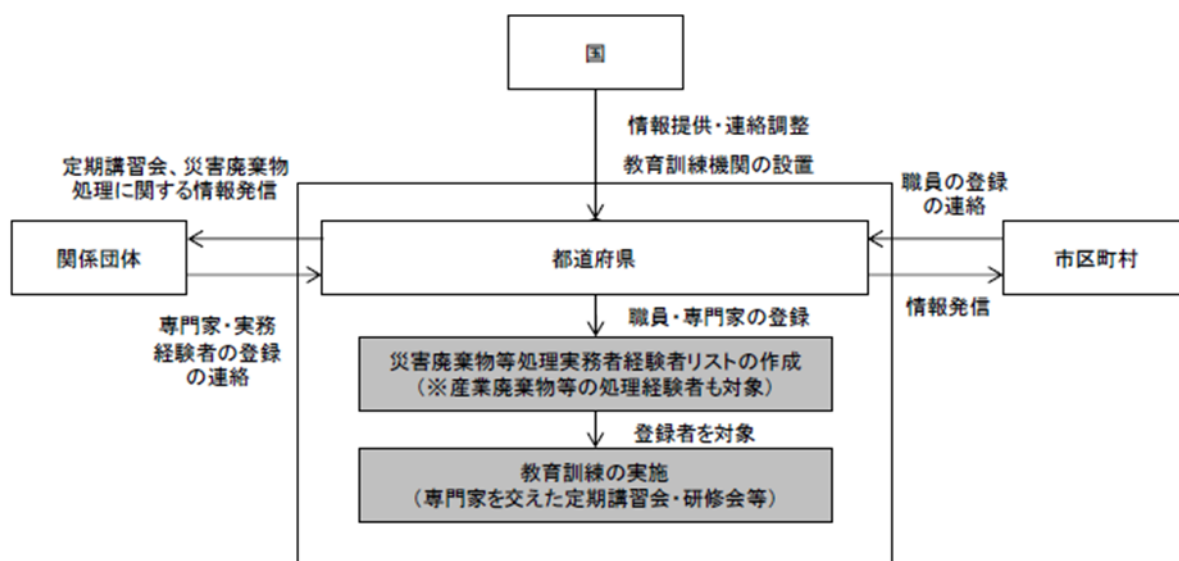 国
情報提供・連絡調整
教育訓練機関の設置
定期講習会、災害廃棄物
処理に関する情報発信
職員の登録
の連絡
関係団体
都道府県
市区町村
専門家・実務
経験者の登録
の連絡
職員・専門家の登録
情報発信
災害廃棄物等処理実務者経験者リストの作成
（※産業廃棄物等の処理経験者も対象）
登録者を対象
教育訓練の実施
（専門家を交えた定期講習会・研修会等）